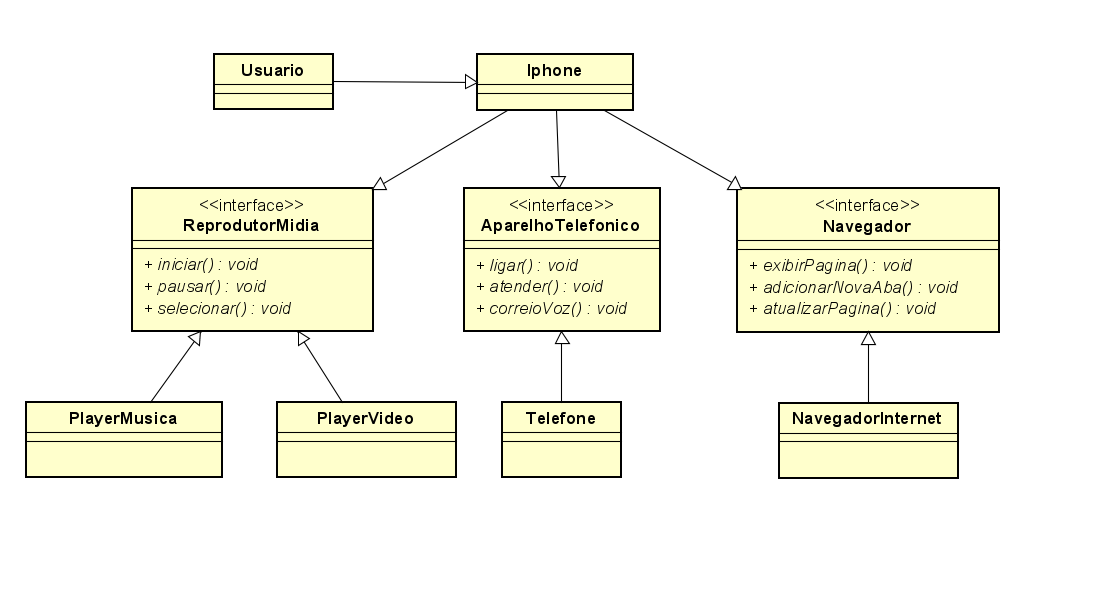 Usuario
Iphone
<<interface>>
ReprodutorMidia
+ iniciar() : void
+ pausar() : void
+ selecionar() : void
<<interface>>
AparelhoTelefonico
+ ligar() : void
+ atender() : void
+ correioVoz() : void
<<interface>>
Navegador
+ exibirPagina() : void
+ adicionarNovaAba() : void
+ atualizarPagina() : void
PlayerMusica
PlayerVideo
Telefone
NavegadorInternet